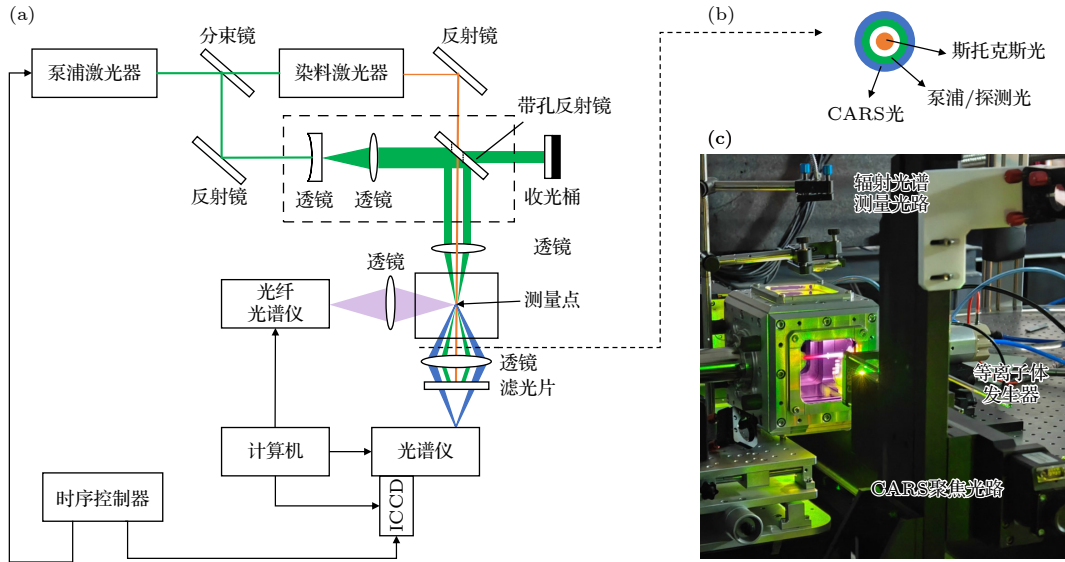 (a)
分束镜
反射镜
泵浦激光器
染料激光器
带孔反射镜
反射镜
透镜
透镜
收光桶
透镜
透镜
光纤
光谱仪
测量点
透镜
滤光片
计算机
光谱仪
时序控制器
ICCD
(b)
斯托克斯光
泵浦/探测光
CARS光
(c)
辐射光谱
测量光路
等离子体
发生器
CARS聚焦光路